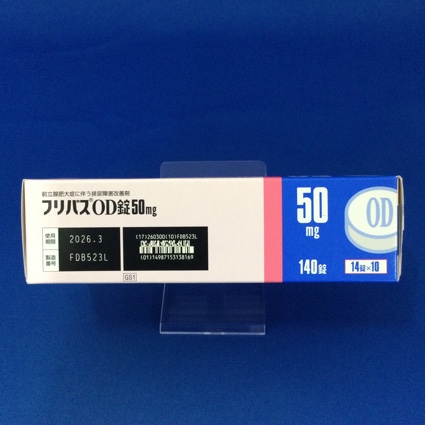 前立腺肥大症に伴う排尿障害改善剤
フリバス OD錠50mg
使用期限 2026.3
製造番号 FDB523L
(17)260300(10)FDB523L
(01)14987153138169
GS1
50
mg
140錠
OD
14錠×10